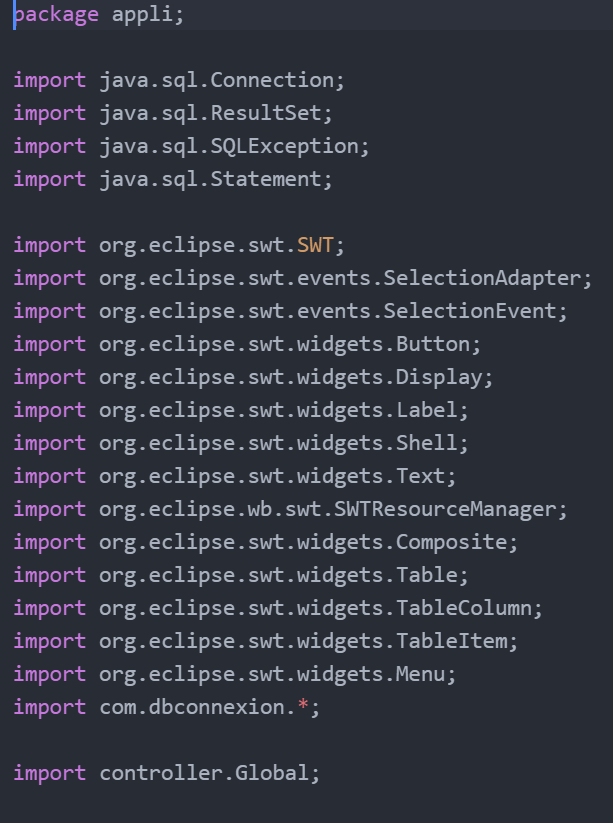 package appli;
import java.sql.Connection;
import java.sql.ResultSet;
import java.sql.SQLException;
import java.sql.Statement;
import org.eclipse.swt.SWT;
import org.eclipse.swt.events.SelectionAdapter;
import org.eclipse.swt.events.SelectionEvent;
import org.eclipse.swt.widgets.Button;
import org.eclipse.swt.widgets.Display;
import org.eclipse.swt.widgets.Label;
import org.eclipse.swt.widgets.Shell;
import org.eclipse.swt.widgets.Text;
import org.eclipse.wb.swt.SWTResourceManager;
import org.eclipse.swt.widgets.Composite;
import org.eclipse.swt.widgets.Table;
import org.eclipse.swt.widgets.TableColumn;
import org.eclipse.swt.widgets.TableItem;
import org.eclipse.swt.widgets.Menu;
import com.dbconnexion.*;
import controller.Global;